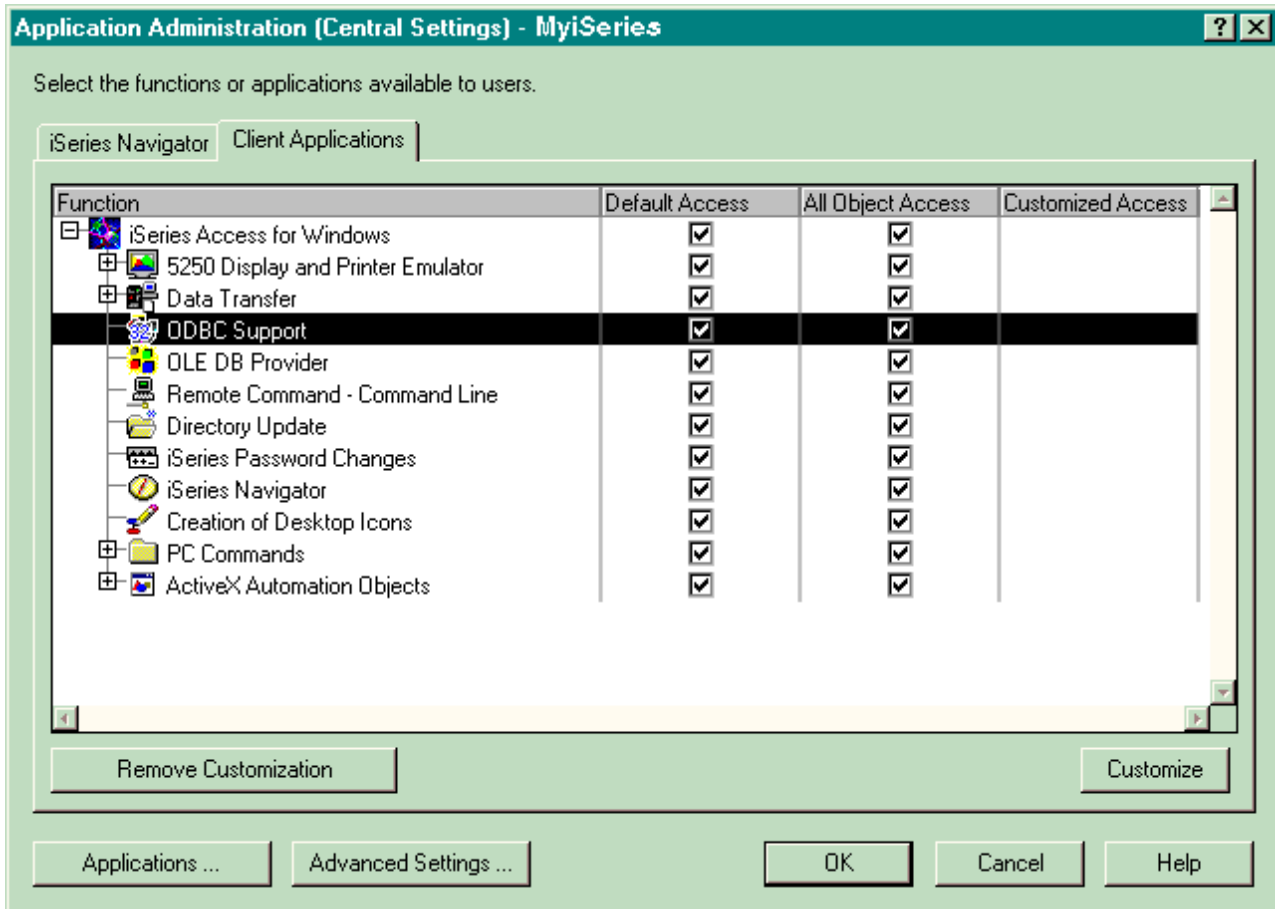 Application Administration (Central Settings) - MyiSeries
Select the functions or applications available to users.
iSeries Navigator Client Applications
Function Default Access All Object Access Customized Access
iSeries Access for Windows
5250 Display and Printer Emulator
Data Transfer
32 ODBC Support
OLE DB Provider
Remote Command - Command Line
Directory Update
iSeries Password Changes
iSeries Navigator
Creation of Desktop Icons
PC Commands
ActiveX Automation Objects
Remove Customization Customize
Applications ... Advanced Settings ... OK Cancel Help